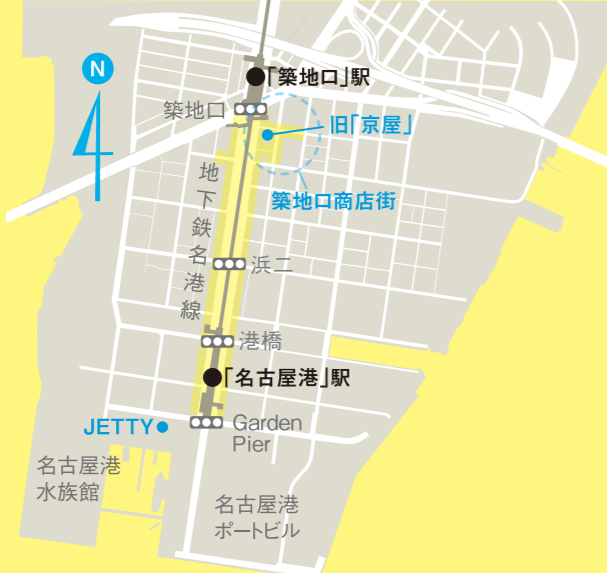 N
「築地口」駅
築地口
旧「京屋」
築地口商店街
地下鉄名港線
浜二
港橋
「名古屋港」駅
JETTY
Garden
Pier
名古屋港
水族館
名古屋港
ポートビル